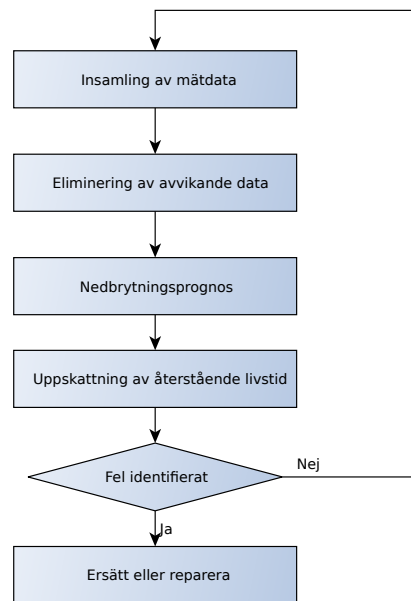 Insamling av mätdata
Eliminering av avvikande data
Nedbrytningsprognos
Uppskattning av återstående livstid
Fel identifierat
Nej
Ja
Ersätt eller reparera